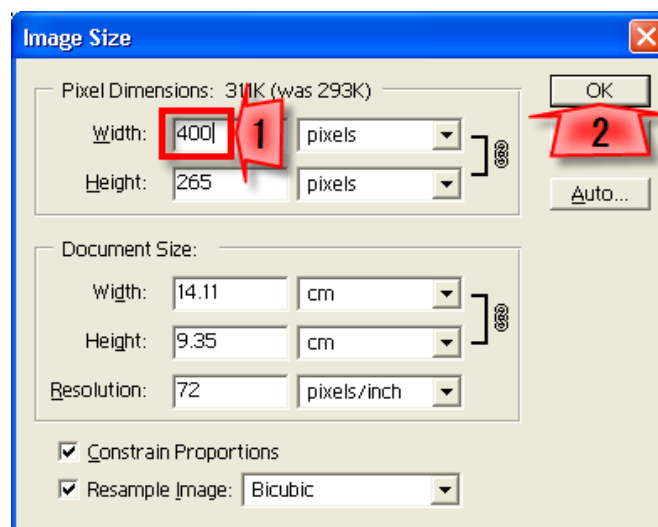 Image Size
Pixel Dimensions: 311K (was 293K)
OK
Width: 400 1 pixels
2
Height: 265 pixels
Auto...
Document Size:
Width: 14.11 cm
Height: 9.35 cm
Resolution: 72 pixels/inch
Constrain Proportions
Resample Image: Bicubic